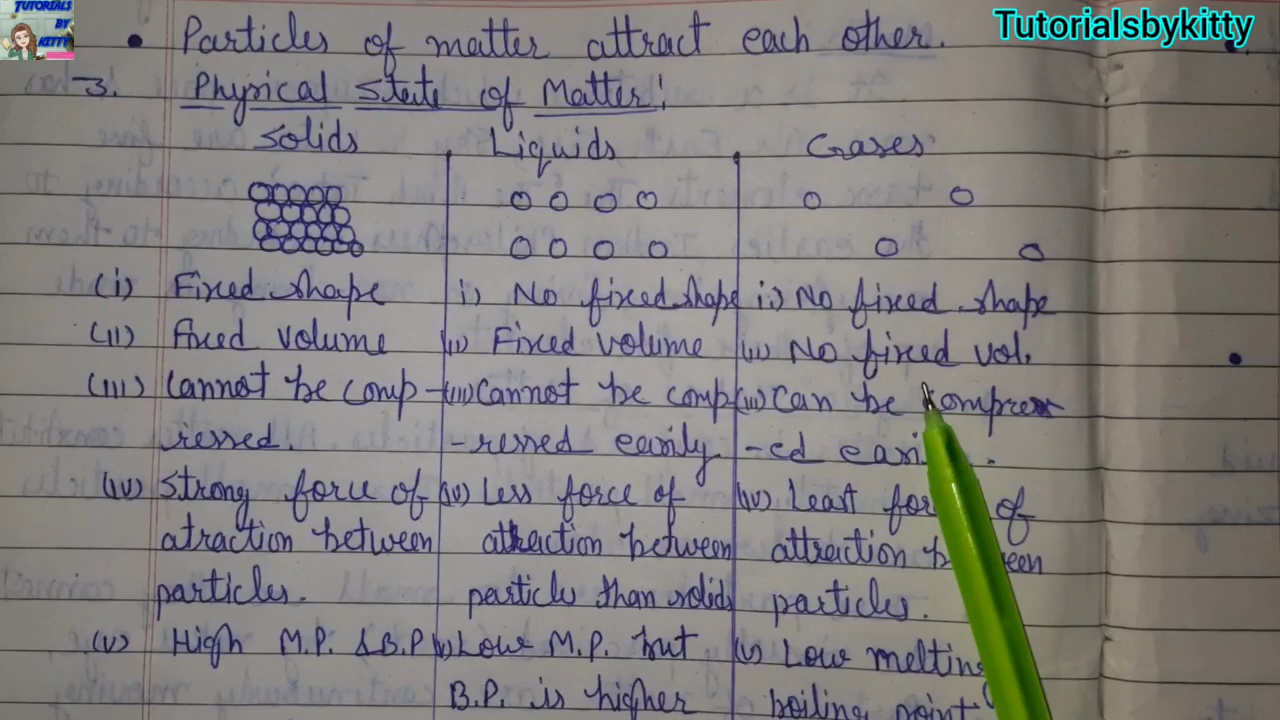 TUTORIALS
BY
KITTY
Tutorialsbykitty
• Particles of matter attract each other.
3. Physical State of Matter:
Solids Liquids Gases
(i) Fixed shape i) No fixed shape i) No fixed shape
(ii) Fixed volume (ii) Fixed volume (ii) No fixed vol.
(iii) Cannot be comp- (iii) Cannot be comp (iii) Can be compress
ressed. -ressed easily -ed
(iv) Strong force of (iv) Less force of (iv) Least of
atraction between attraction between attraction
particles. particle than solids particles.
(v) High M.P. & B.P (v) Low M.P. but (v) Low
B.P. is higher boiling point